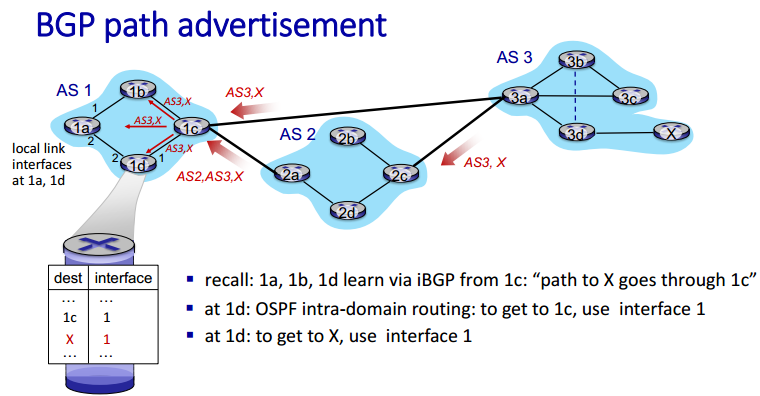 BGP path advertisement
AS 3
3b
AS 1
AS3,X
1b
3a
3c
1
AS3,X
1a
AS3,X
1c
AS 2
2b
3d
X
2
local link
interfaces
at 1a, 1d
2
1d
1
AS3,X
AS2,AS3,X
2a
2c
AS3, X
2d
dest interface
... ...
1c 1
X 1
... ...
▪ recall: 1a, 1b, 1d learn via iBGP from 1c: “path to X goes through 1c”
▪ at 1d: OSPF intra-domain routing: to get to 1c, use interface 1
▪ at 1d: to get to X, use interface 1